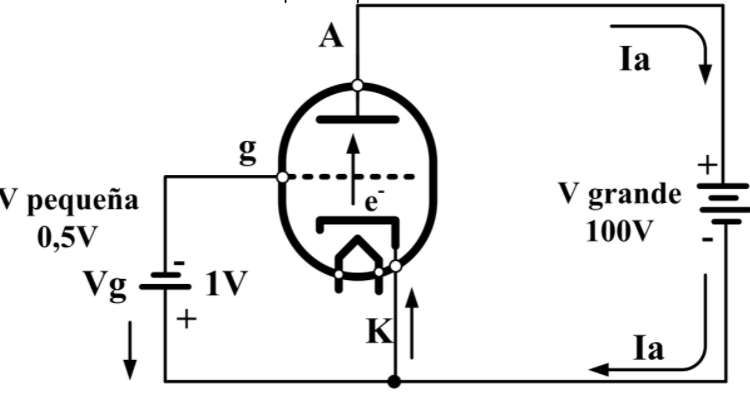 A
Ia
g
V pequeña
0,5V
e-
V grande
100V
+
-
-
Vg
1V
+
K
Ia